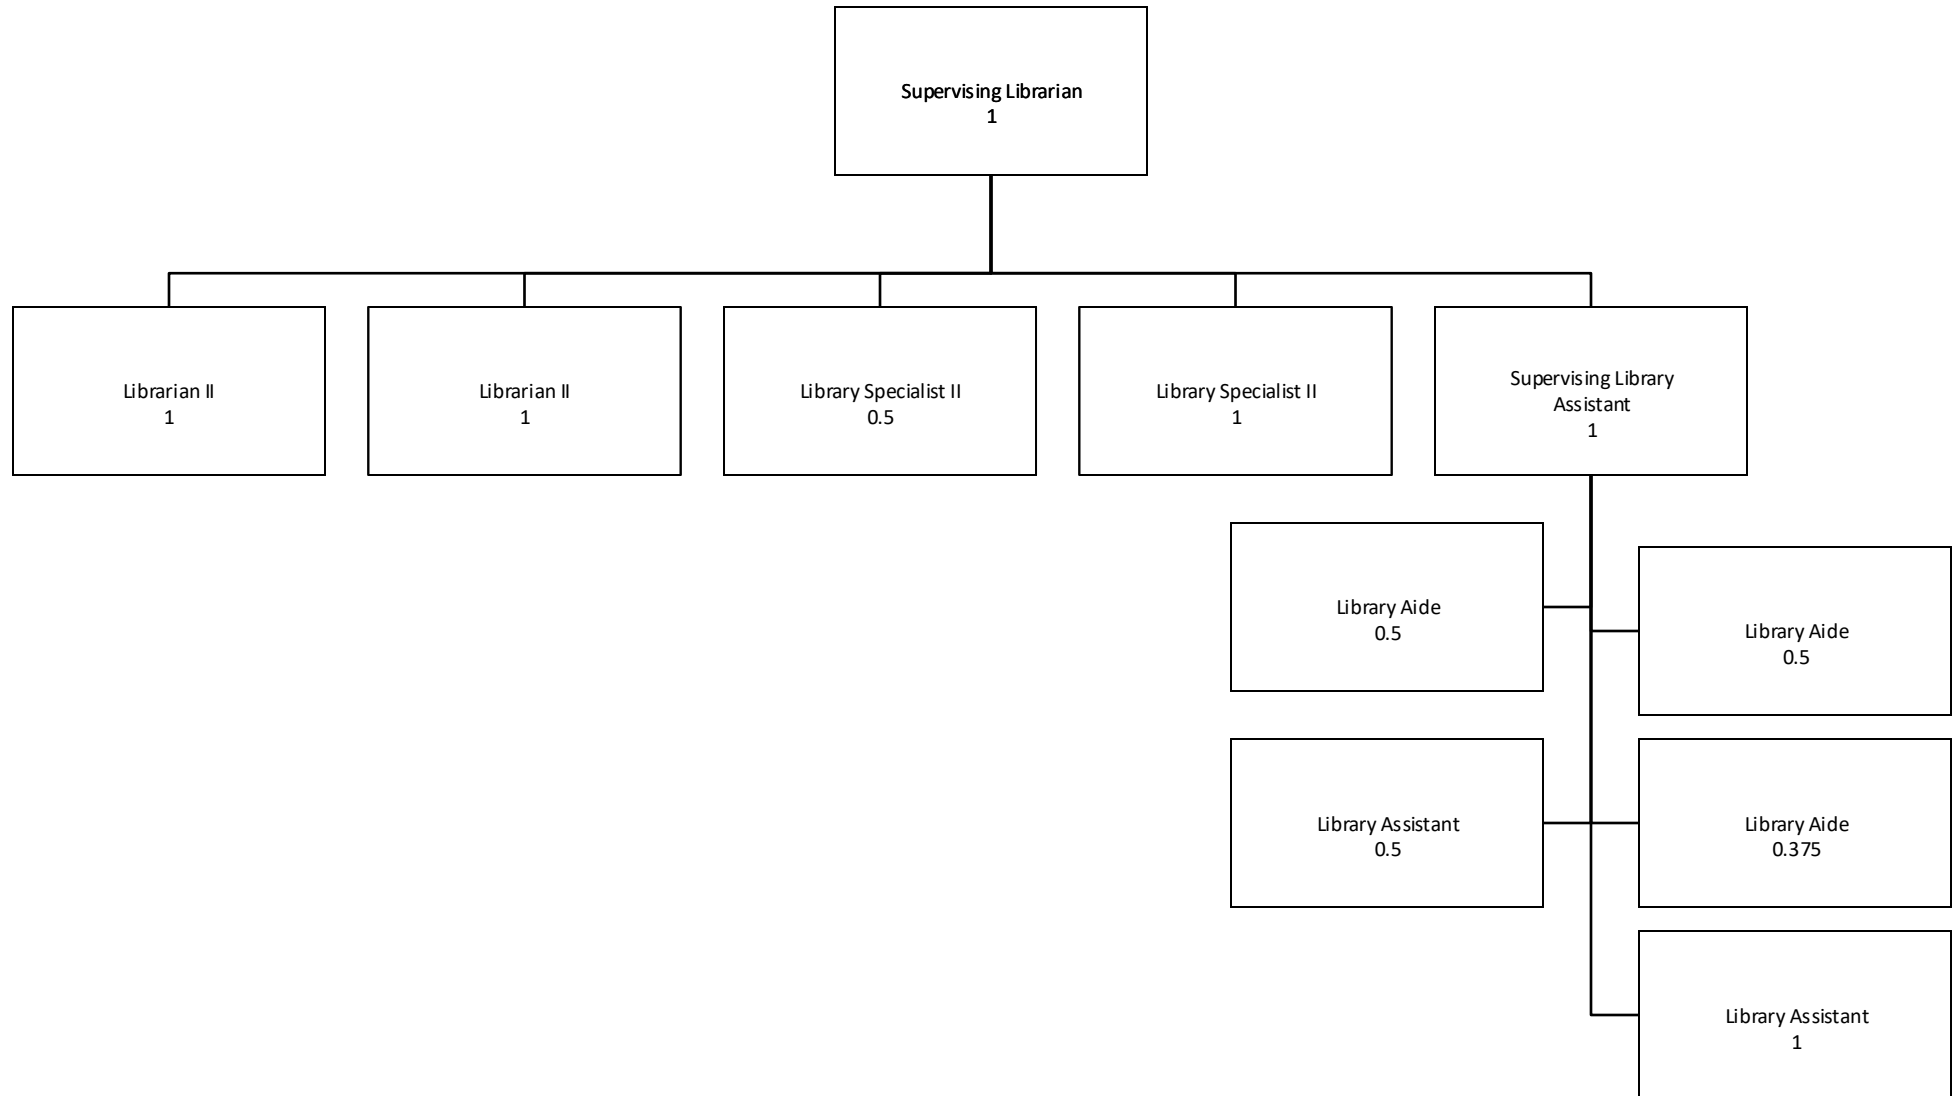 Supervising Librarian
1
Librarian II
1
Librarian II
1
Library Specialist II
0.5
Library Specialist II
1
Supervising Library
Assistant
1
Library Aide
0.5
Library Aide
0.5
Library Assistant
0.5
Library Aide
0.375
Library Assistant
1